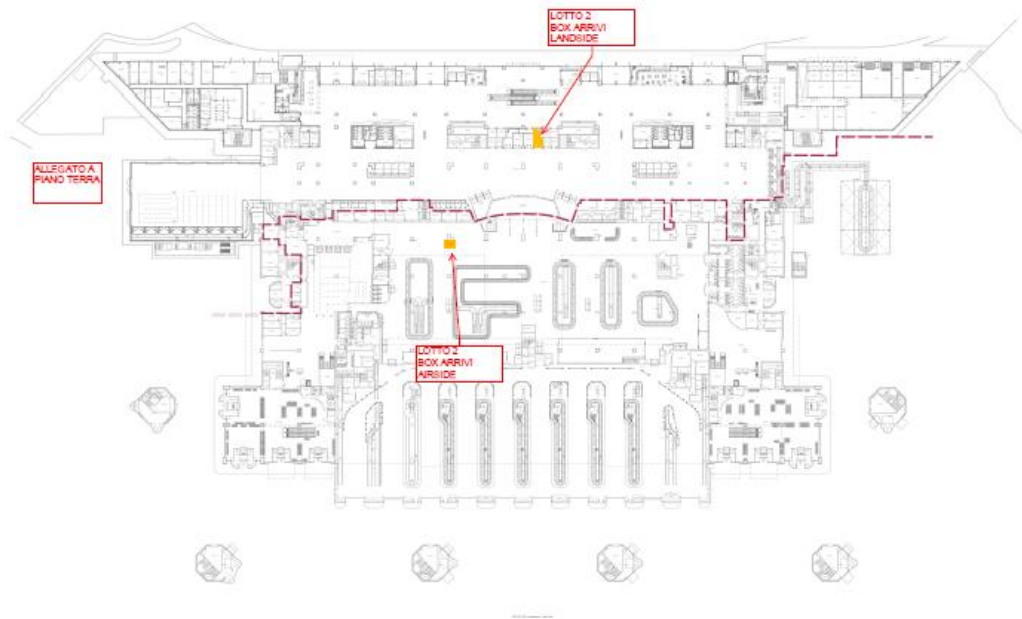 LOTTO 2
BOX ARRIVI
LANDSIDE
ALLEGATO A
PIANO TERRA
LOTTO 2
BOX ARRIVI
AIRSIDE